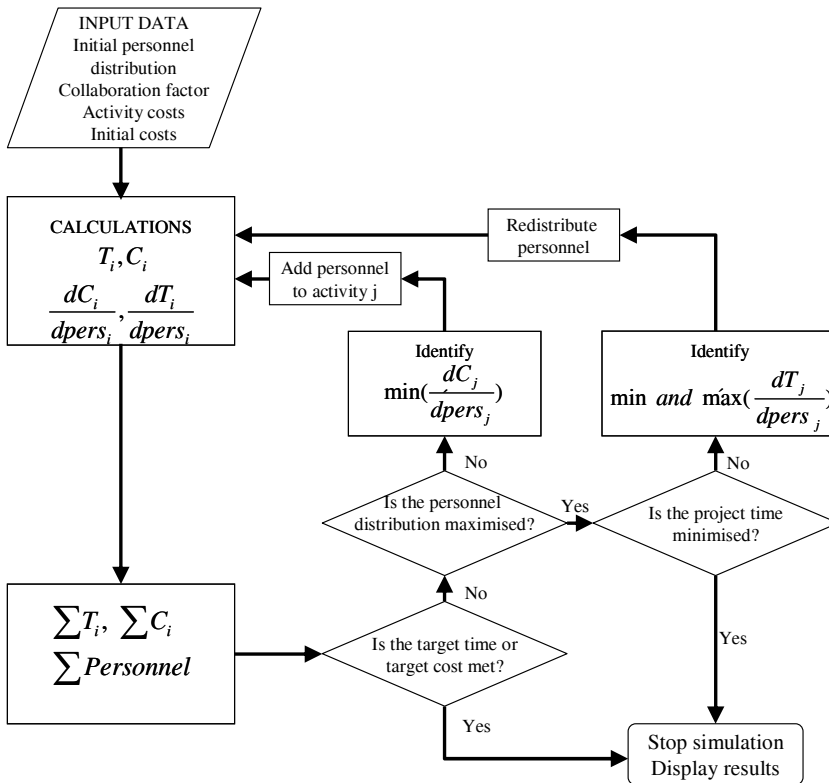 INPUT DATA
Initial personnel
distribution
Collaboration factor
Activity costs
Initial costs
CALCULATIONS
T_i, C_i
dC_i/dpers_i, dT_i/dpers_i
Redistribute
personnel
Add personnel
to activity j
Identify
min(dC_j/dpers_j)
Identify
min and máx(dT_j/dpers_j)
No
No
Is the personnel
distribution maximised?
Yes
Is the project time
minimised?
No
Yes
∑T_i, ∑C_i
∑Personnel
Is the target time or
target cost met?
Yes
Stop simulation
Display results